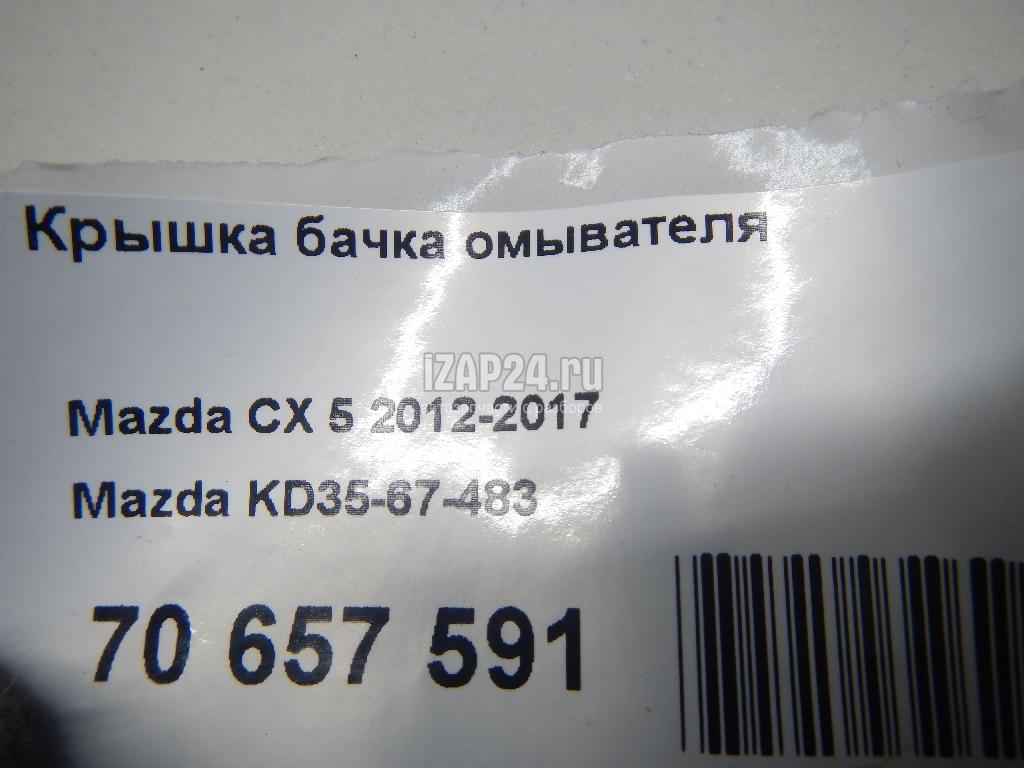 Крышка бачка омывателя
iZAP24.ru
Mazda CX 5 2012-2017
Mazda KD35-67-483
70 657 591